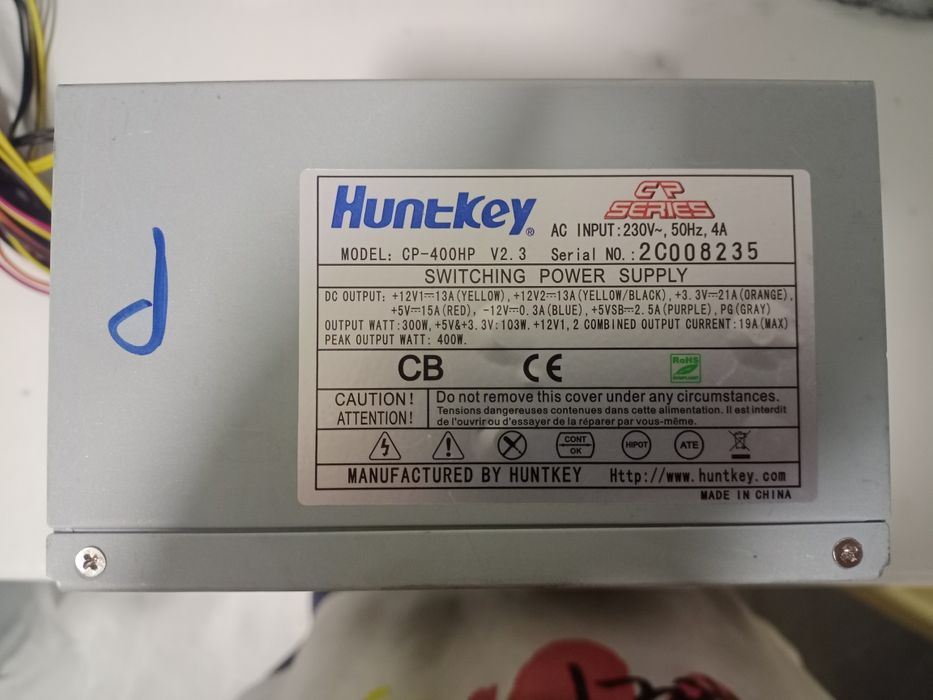 Huntkey®
CP
SERIES
AC INPUT:230V~, 50Hz, 4A
MODEL: CP-400HP V2.3 Serial NO.:2C008235
SWITCHING POWER SUPPLY
DC OUTPUT: +12V1⎓13A(YELLOW), +12V2⎓13A(YELLOW/BLACK), +3.3V⎓21A(ORANGE),
+5V⎓15A(RED), -12V⎓0.3A(BLUE), +5VSB⎓2.5A(PURPLE), PG(GRAY)
OUTPUT WATT:300W, +5V&+3.3V:103W. +12V1,2 COMBINED OUTPUT CURRENT:19A(MAX)
PEAK OUTPUT WATT: 400W.
CB CE RoHS
COMPLIANT
CAUTION! Do not remove this cover under any circumstances.
ATTENTION! Tensions dangereuses contenues dans cette alimentation. Il est interdit
de l'ouvrir ou d'essayer de la réparer par vous-même.
CONT
OK
HIPOT
ATE
MANUFACTURED BY HUNTKEY Http://www.huntkey.com
MADE IN CHINA